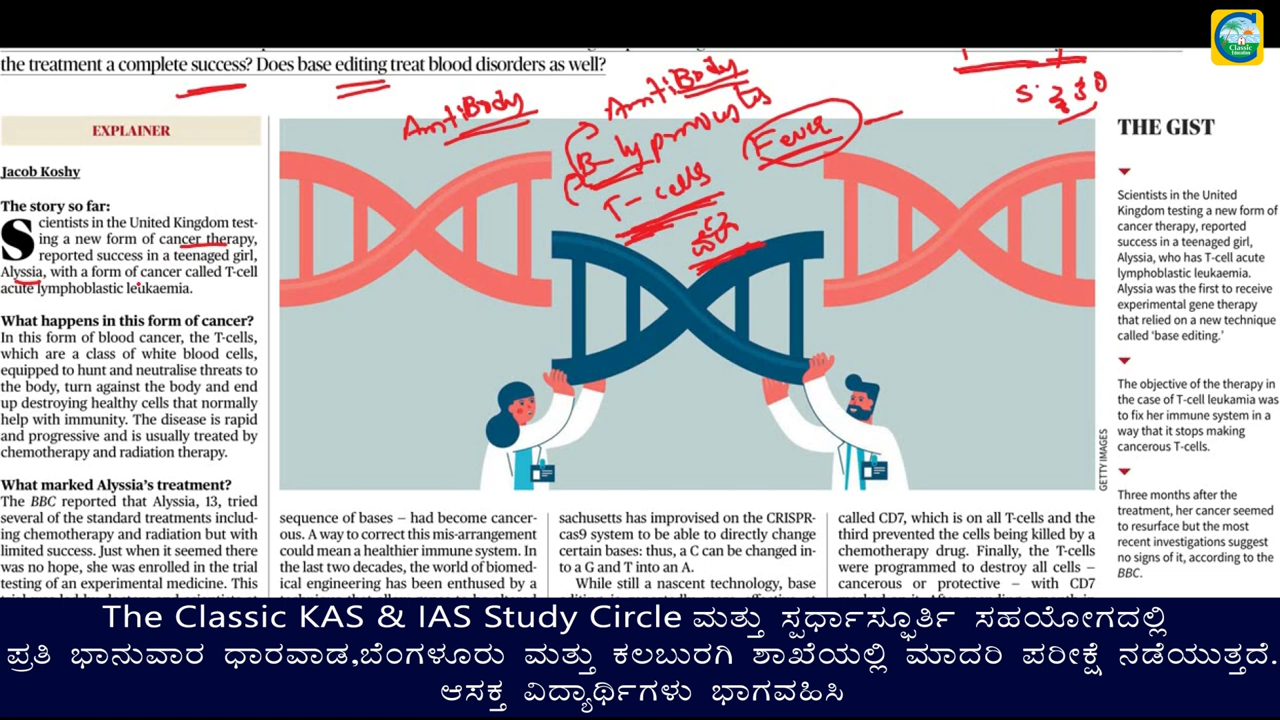 the treatment a complete success? Does base editing treat blood disorders as well?
Classic
Education
EXPLAINER
Jacob Koshy
The story so far:
Scientists in the United Kingdom test-
ing a new form of cancer therapy,
reported success in a teenaged girl,
Alyssia, with a form of cancer called T-cell
acute lymphoblastic leukaemia.
What happens in this form of cancer?
In this form of blood cancer, the T-cells,
which are a class of white blood cells,
equipped to hunt and neutralise threats to
the body, turn against the body and end
up destroying healthy cells that normally
help with immunity. The disease is rapid
and progressive and is usually treated by
chemotherapy and radiation therapy.
What marked Alyssia's treatment?
The BBC reported that Alyssia, 13, tried
several of the standard treatments includ-
ing chemotherapy and radiation but with
limited success. Just when it seemed there
was no hope, she was enrolled in the trial
testing of an experimental medicine. This
AntiBody
AntiBody
Fever
T-cells
GETTY IMAGES
sequence of bases – had become cancer-
ous. A way to correct this mis-arrangement
could mean a healthier immune system. In
the last two decades, the world of biomed-
ical engineering has been enthused by a
sachusetts has improvised on the CRISPR-
cas9 system to be able to directly change
certain bases: thus, a C can be changed in-
to a G and T into an A.
While still a nascent technology, base
called CD7, which is on all T-cells and the
third prevented the cells being killed by a
chemotherapy drug. Finally, the T-cells
were programmed to destroy all cells –
cancerous or protective – with CD7
THE GIST
Scientists in the United
Kingdom testing a new form of
cancer therapy, reported
success in a teenaged girl,
Alyssia, who has T-cell acute
lymphoblastic leukaemia.
Alyssia was the first to receive
experimental gene therapy
that relied on a new technique
called 'base editing.'
The objective of the therapy in
the case of T-cell leukamia was
to fix her immune system in a
way that it stops making
cancerous T-cells.
Three months after the
treatment, her cancer seemed
to resurface but the most
recent investigations suggest
no signs of it, according to the
BBC.
The Classic KAS & IAS Study Circle ಮತ್ತು ಸ್ಪರ್ಧಾಸ್ಫೂರ್ತಿ ಸಹಯೋಗದಲ್ಲಿ
ಪ್ರತಿ ಭಾನುವಾರ ಧಾರವಾಡ,ಬೆಂಗಳೂರು ಮತ್ತು ಕಲಬುರಗಿ ಶಾಖೆಯಲ್ಲಿ ಮಾದರಿ ಪರೀಕ್ಷೆ ನಡೆಯುತ್ತದೆ.
ಆಸಕ್ತ ವಿದ್ಯಾರ್ಥಿಗಳು ಭಾಗವಹಿಸಿ